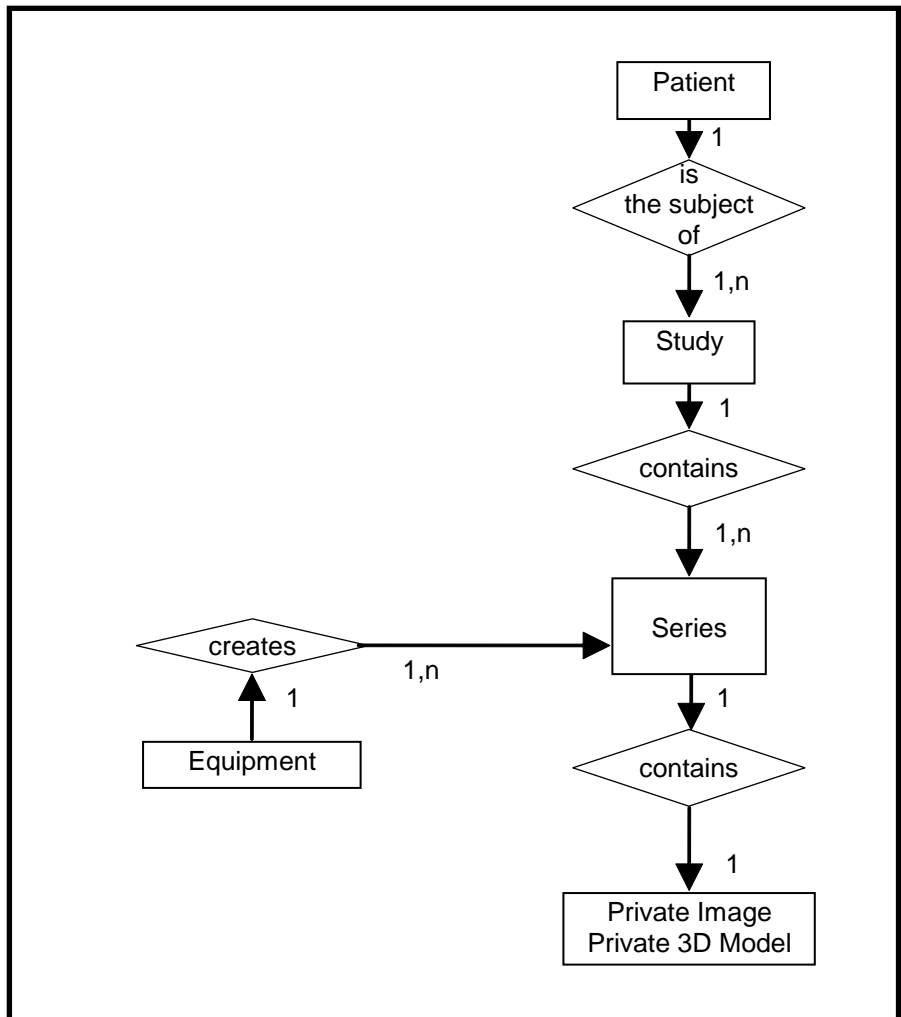 Patient
1
is
the subject
of
1,n
Study
1
contains
1,n
Series
creates
1,n
1
1
Equipment
contains
1
Private Image
Private 3D Model